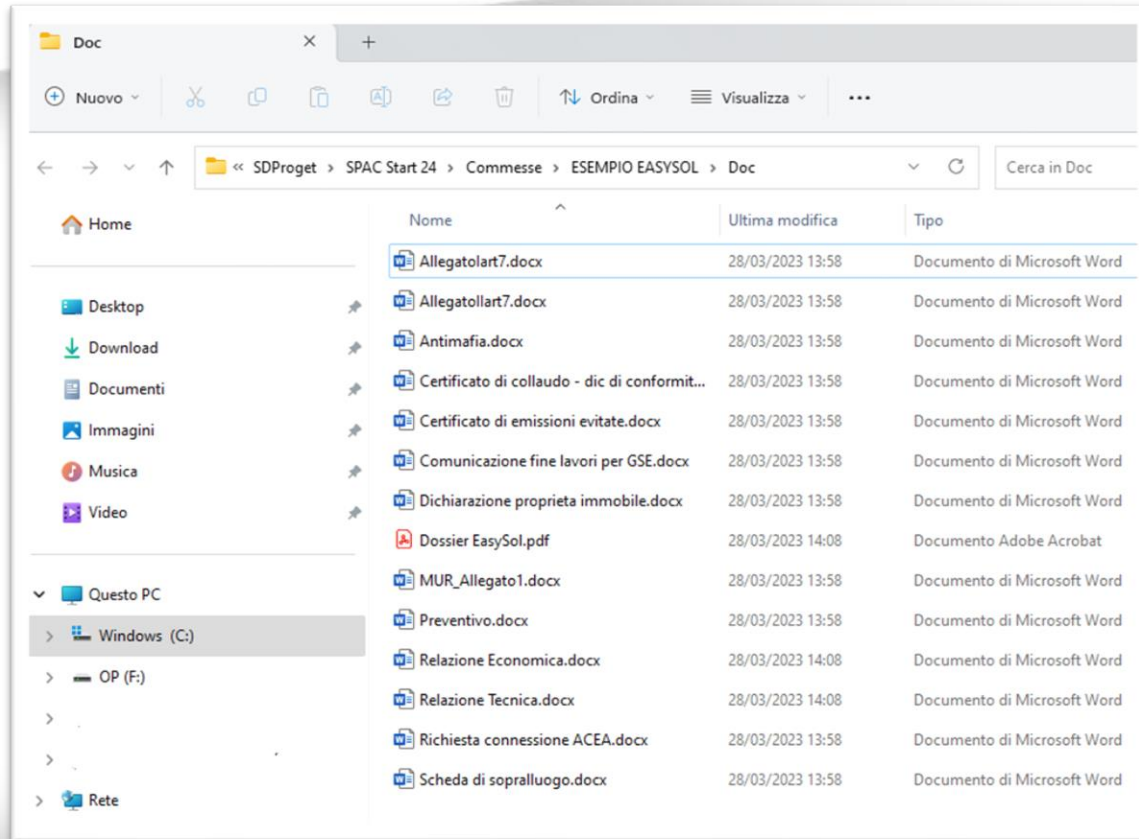 Doc
Nuovo
Ordina
Visualizza
« SDProget > SPAC Start 24 > Commesse > ESEMPIO EASYSOL > Doc
Cerca in Doc
Home
Desktop
Download
Documenti
Immagini
Musica
Video
Questo PC
Windows (C:)
OP (F:)
Rete
Nome Ultima modifica Tipo
AllegatoIart7.docx 28/03/2023 13:58 Documento di Microsoft Word
AllegatoIIart7.docx 28/03/2023 13:58 Documento di Microsoft Word
Antimafia.docx 28/03/2023 13:58 Documento di Microsoft Word
Certificato di collaudo - dic di conformit... 28/03/2023 13:58 Documento di Microsoft Word
Certificato di emissioni evitate.docx 28/03/2023 13:58 Documento di Microsoft Word
Comunicazione fine lavori per GSE.docx 28/03/2023 13:58 Documento di Microsoft Word
Dichiarazione proprieta immobile.docx 28/03/2023 13:58 Documento di Microsoft Word
Dossier EasySol.pdf 28/03/2023 14:08 Documento Adobe Acrobat
MUR_Allegato1.docx 28/03/2023 13:58 Documento di Microsoft Word
Preventivo.docx 28/03/2023 13:58 Documento di Microsoft Word
Relazione Economica.docx 28/03/2023 14:08 Documento di Microsoft Word
Relazione Tecnica.docx 28/03/2023 14:08 Documento di Microsoft Word
Richiesta connessione ACEA.docx 28/03/2023 13:58 Documento di Microsoft Word
Scheda di sopralluogo.docx 28/03/2023 13:58 Documento di Microsoft Word